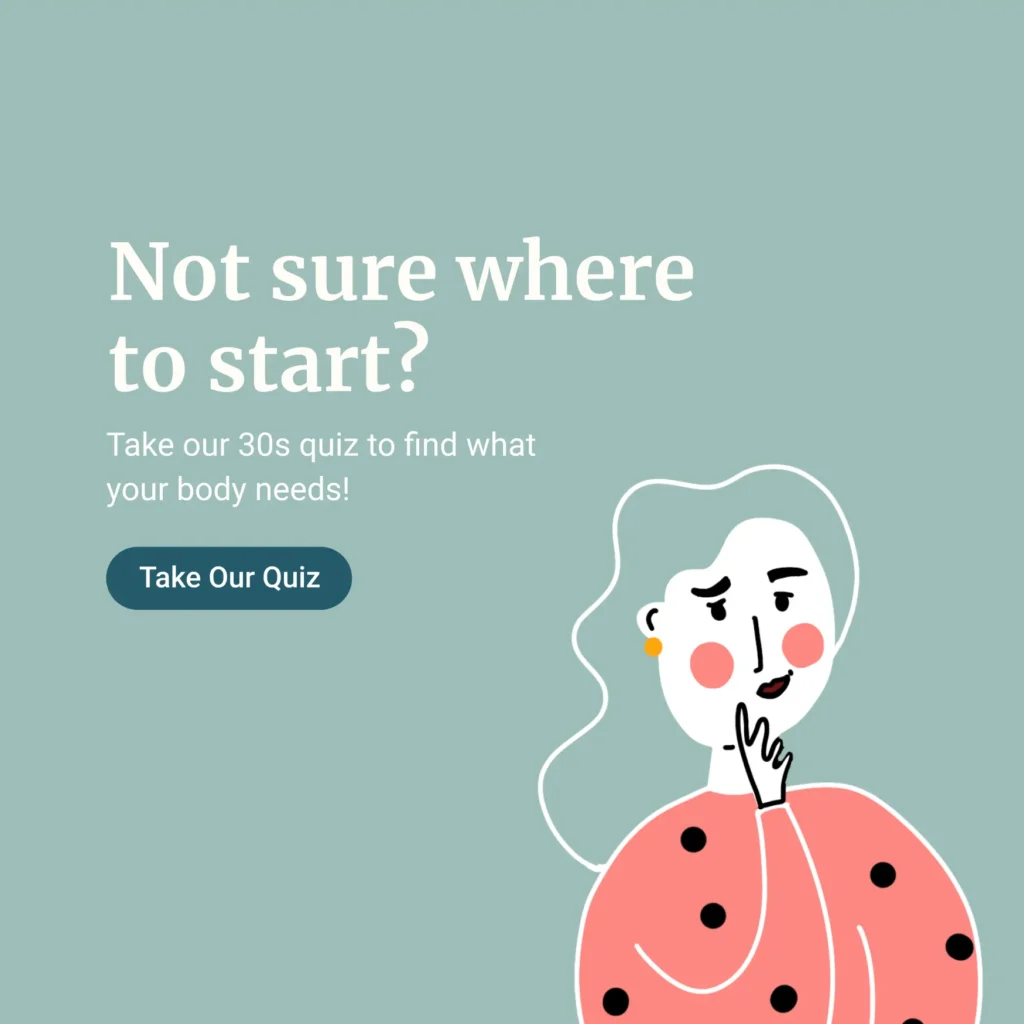 Not sure where
to start?
Take our 30s quiz to find what
your body needs!
Take Our Quiz